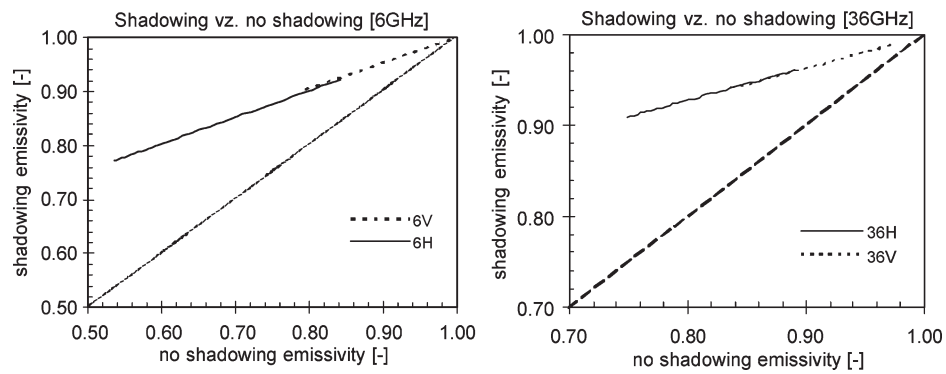 Shadowing vz. no shadowing [6GHz]
1.00
0.90
0.80
0.70
0.60
0.50
shadowing emissivity [-]
6V
6H
0.50 0.60 0.70 0.80 0.90 1.00
no shadowing emissivity [-]
Shadowing vz. no shadowing [36GHz]
1.00
0.90
0.80
0.70
shadowing emissivity [-]
36H
36V
0.70 0.80 0.90 1.00
no shadowing emissivity [-]